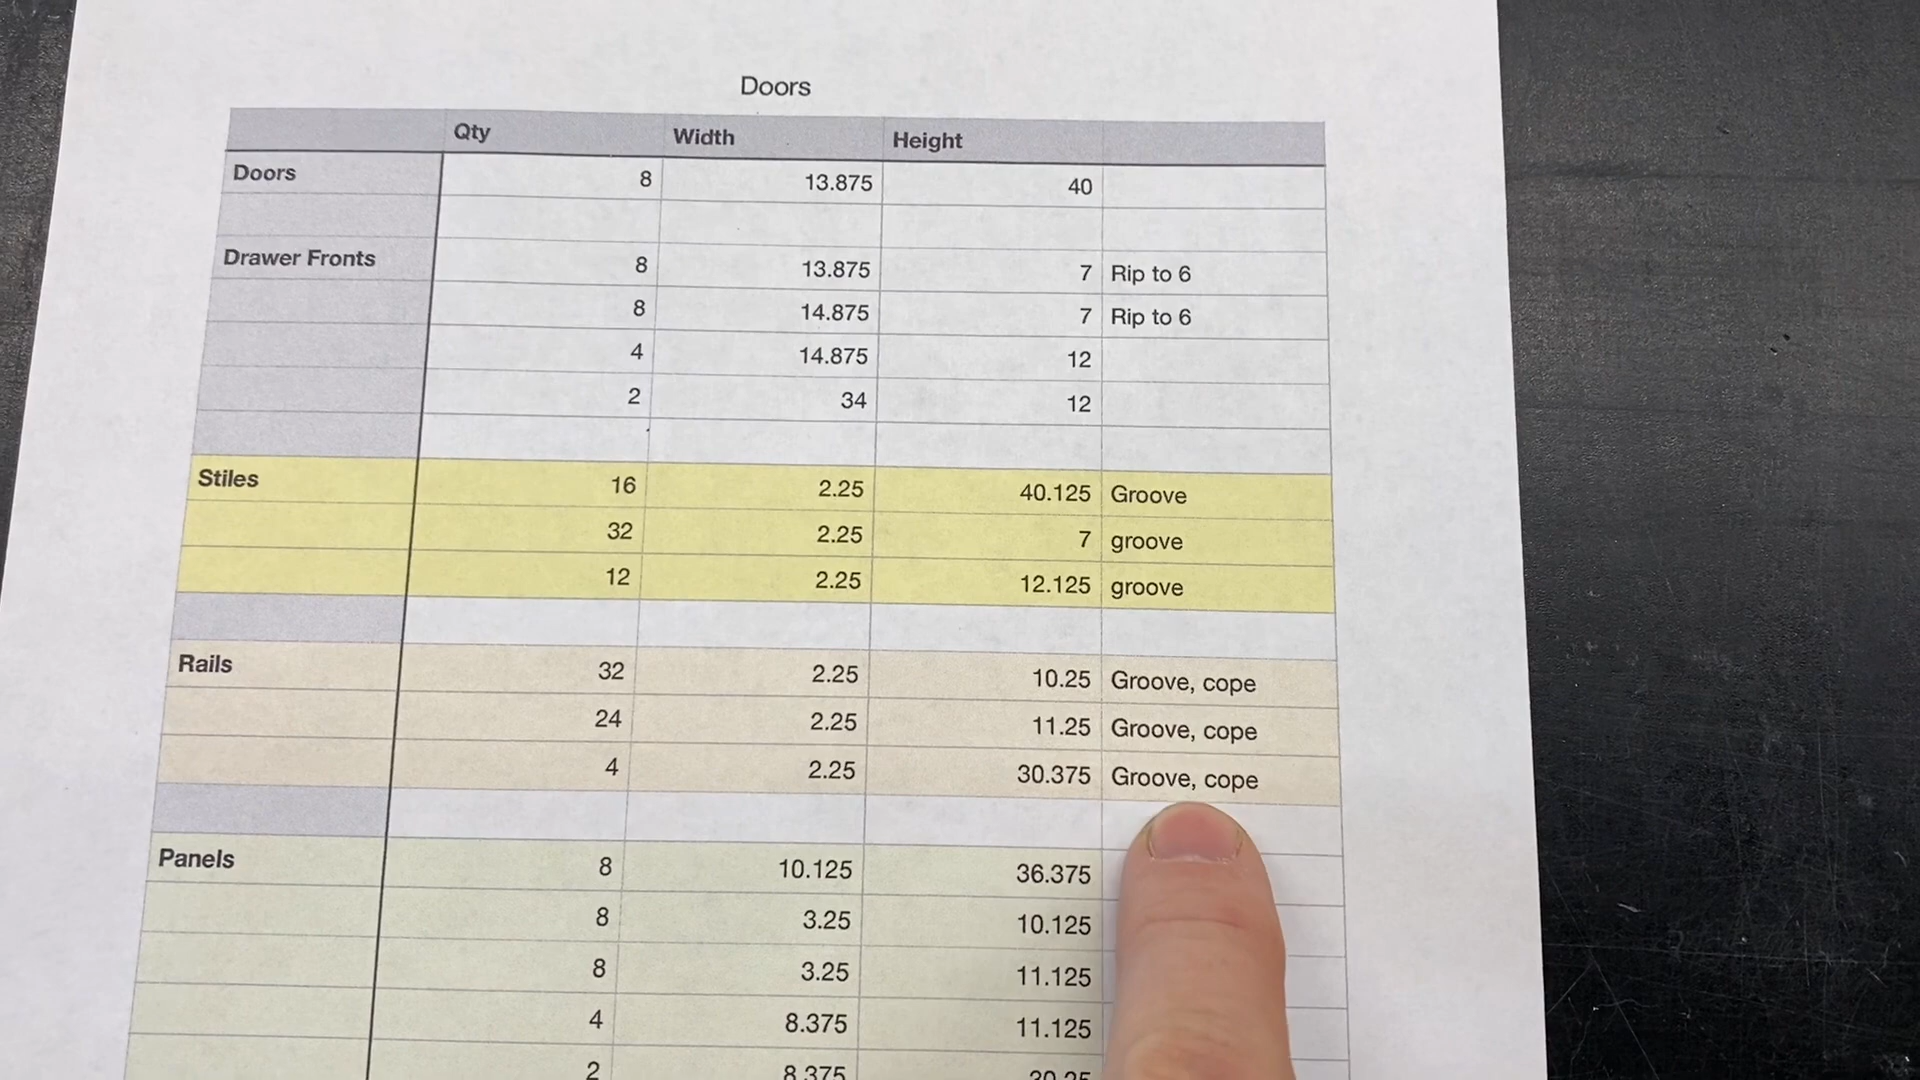 Doors
Qty Width Height
Doors 8 13.875 40
Drawer Fronts 8 13.875 7 Rip to 6
8 14.875 7 Rip to 6
4 14.875 12
2 34 12
Stiles 16 2.25 40.125 Groove
32 2.25 7 groove
12 2.25 12.125 groove
Rails 32 2.25 10.25 Groove, cope
24 2.25 11.25 Groove, cope
4 2.25 30.375 Groove, cope
Panels 8 10.125 36.375
8 3.25 10.125
8 3.25 11.125
4 8.375 11.125
2 8.375